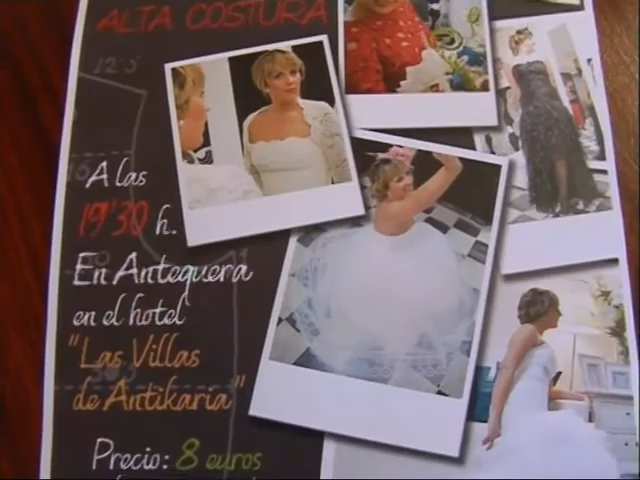 ALTA COSTURA
A las
19'30 h.
En Antequera
en el hotel
"Las Villas
de Antikaria"
Precio: 8 euros